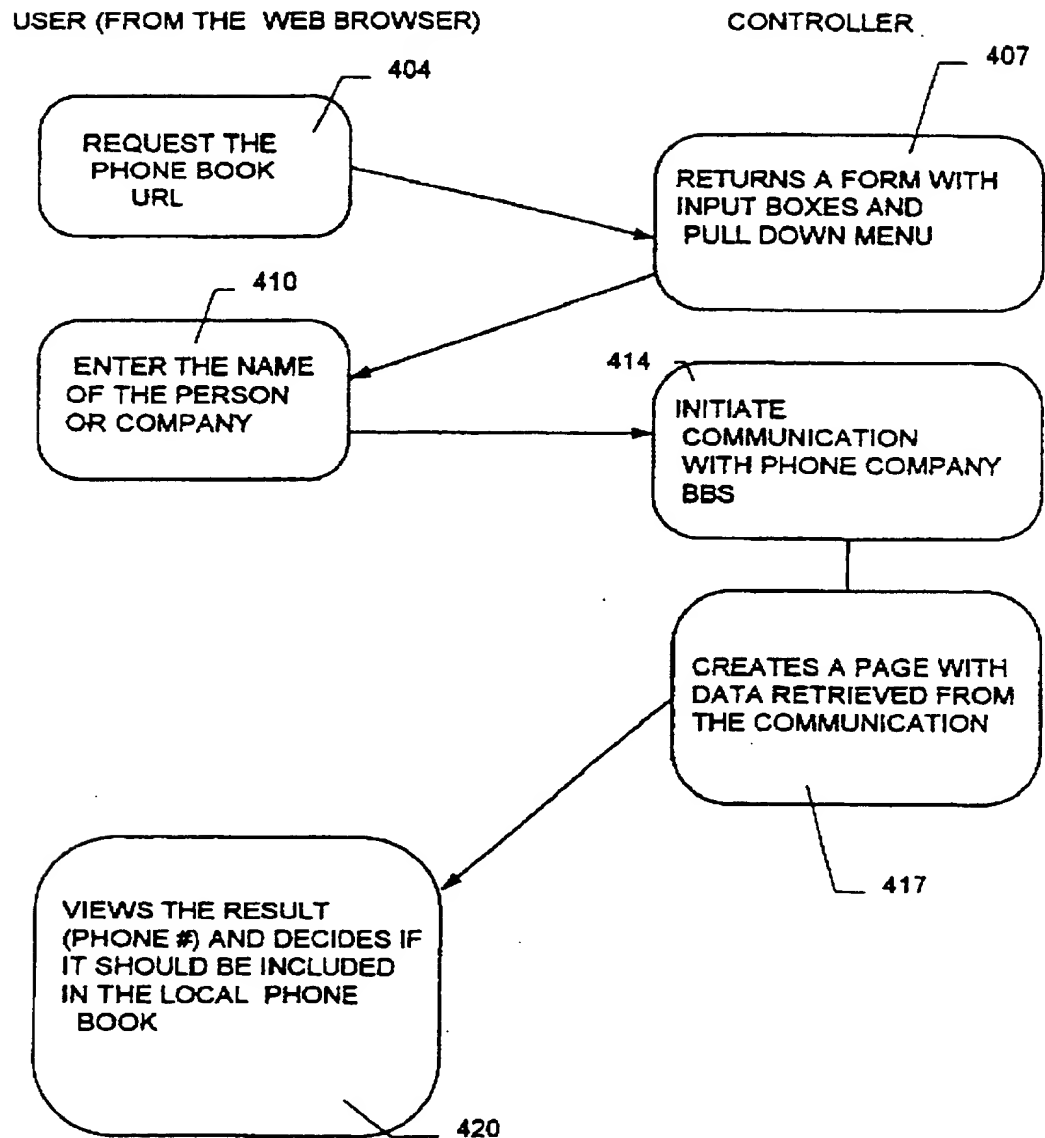 USER (FROM THE WEB BROWSER)
CONTROLLER
404
407
REQUEST THE
PHONE BOOK
URL
RETURNS A FORM WITH
INPUT BOXES AND
PULL DOWN MENU
410
414
ENTER THE NAME
OF THE PERSON
OR COMPANY
INITIATE
COMMUNICATION
WITH PHONE COMPANY
BBS
CREATES A PAGE WITH
DATA RETRIEVED FROM
THE COMMUNICATION
417
VIEWS THE RESULT
(PHONE #) AND DECIDES IF
IT SHOULD BE INCLUDED
IN THE LOCAL PHONE
BOOK
420